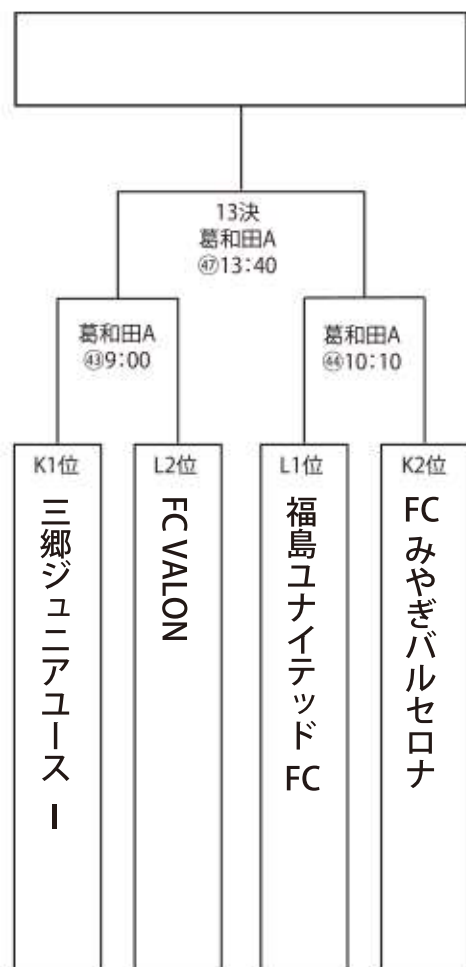 13決
葛和田A
㊼13:40
葛和田A
㊸9:00
葛和田A
㊹10:10
K1位
三郷ジュニアユース I
L2位
FC VALON
L1位
福島ユナイテッド FC
K2位
FC みやぎバルセロナ